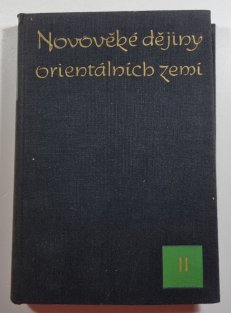 Novověké dějiny
orientálních zemí
II